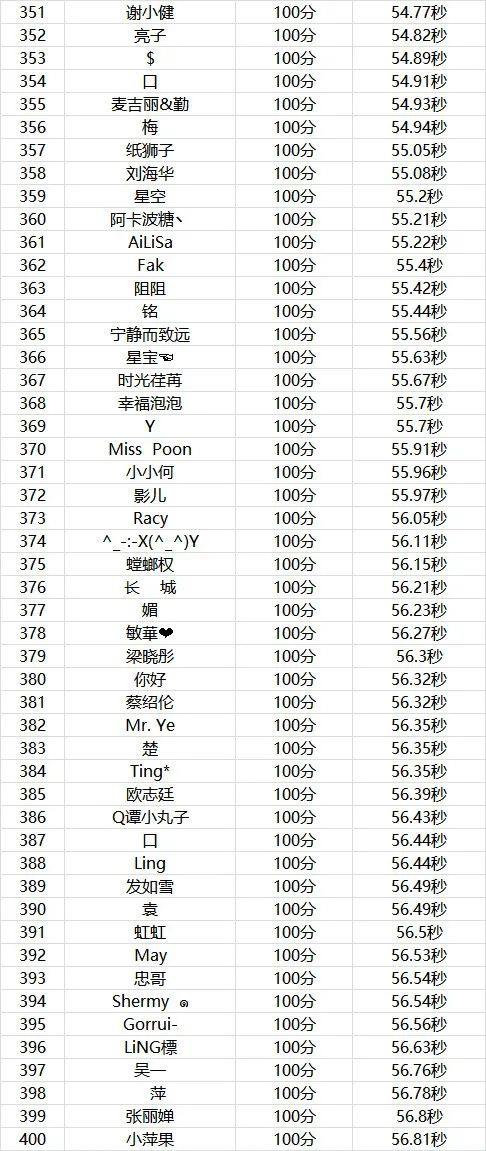 351 谢小健 100分 54.77秒
352 亮子 100分 54.82秒
353 $ 100分 54.89秒
354 口 100分 54.91秒
355 麦吉丽&勤 100分 54.93秒
356 梅 100分 54.94秒
357 纸狮子 100分 55.05秒
358 刘海华 100分 55.08秒
359 星空 100分 55.2秒
360 阿卡波糖丶 100分 55.21秒
361 AiLiSa 100分 55.22秒
362 Fak 100分 55.4秒
363 阻阻 100分 55.42秒
364 铭 100分 55.44秒
365 宁静而致远 100分 55.56秒
366 星宝☜ 100分 55.63秒
367 时光荏苒 100分 55.67秒
368 幸福泡泡 100分 55.7秒
369 Y 100分 55.7秒
370 Miss Poon 100分 55.91秒
371 小小何 100分 55.96秒
372 影儿 100分 55.97秒
373 Racy 100分 56.05秒
374 ^_-:-X(^_^)Y 100分 56.11秒
375 螳螂权 100分 56.15秒
376 长 城 100分 56.21秒
377 媚 100分 56.23秒
378 敏華❤ 100分 56.27秒
379 梁晓彤 100分 56.3秒
380 你好 100分 56.32秒
381 蔡绍伦 100分 56.32秒
382 Mr. Ye 100分 56.35秒
383 楚 100分 56.35秒
384 Ting* 100分 56.35秒
385 欧志廷 100分 56.39秒
386 Q谭小丸子 100分 56.43秒
387 口 100分 56.44秒
388 Ling 100分 56.44秒
389 发如雪 100分 56.49秒
390 袁 100分 56.49秒
391 虹虹 100分 56.5秒
392 May 100分 56.53秒
393 忠哥 100分 56.54秒
394 Shermy ๑ 100分 56.54秒
395 Gorrui- 100分 56.56秒
396 LiNG標 100分 56.63秒
397 吴一 100分 56.76秒
398 萍 100分 56.78秒
399 张丽婵 100分 56.8秒
400 小萍果 100分 56.81秒